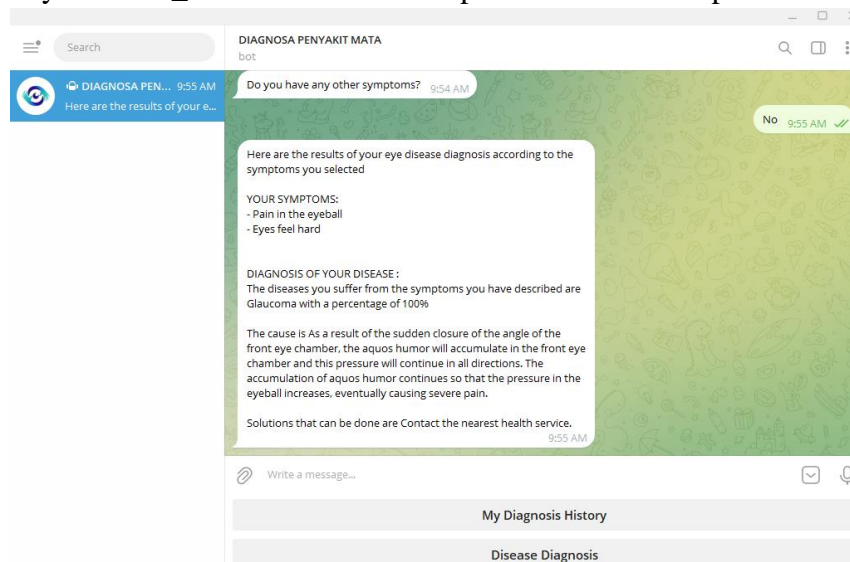 Search
DIAGNOSA PEN... 9:55 AM
Here are the results of your e...
DIAGNOSA PENYAKIT MATA
bot
Do you have any other symptoms? 9:54 AM
No 9:55 AM
Here are the results of your eye disease diagnosis according to the
symptoms you selected
YOUR SYMPTOMS:
- Pain in the eyeball
- Eyes feel hard
DIAGNOSIS OF YOUR DISEASE :
The diseases you suffer from the symptoms you have described are
Glaucoma with a percentage of 100%
The cause is As a result of the sudden closure of the angle of the
front eye chamber, the aquos humor will accumulate in the front eye
chamber and this pressure will continue in all directions. The
accumulation of aquos humor continues so that the pressure in the
eyeball increases, eventually causing severe pain.
Solutions that can be done are Contact the nearest health service.
9:55 AM
Write a message...
My Diagnosis History
Disease Diagnosis